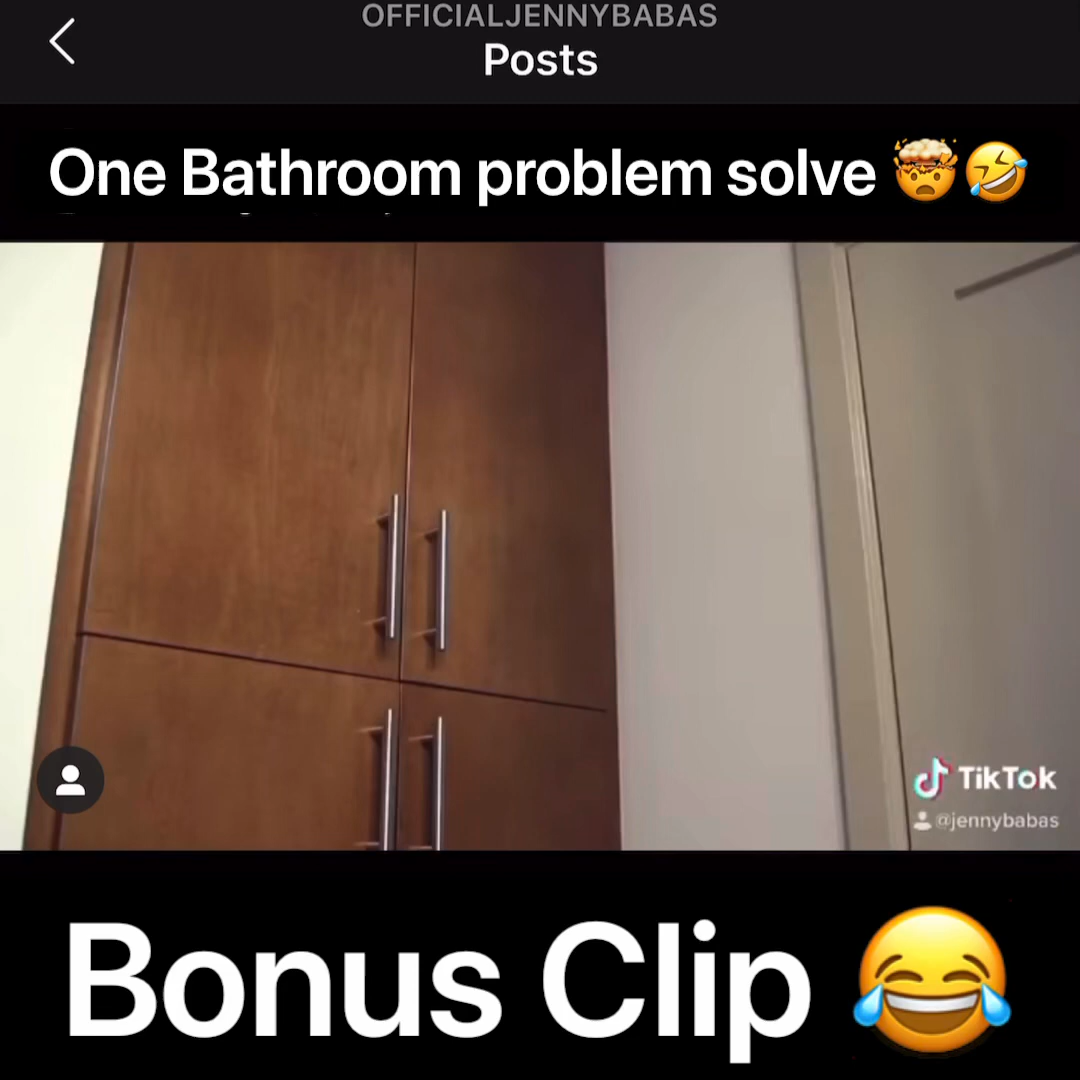 OFFICIALJENNYBABAS
Posts
One Bathroom problem solve 🤯🤣
TikTok
@jennybabas
Bonus Clip 😂